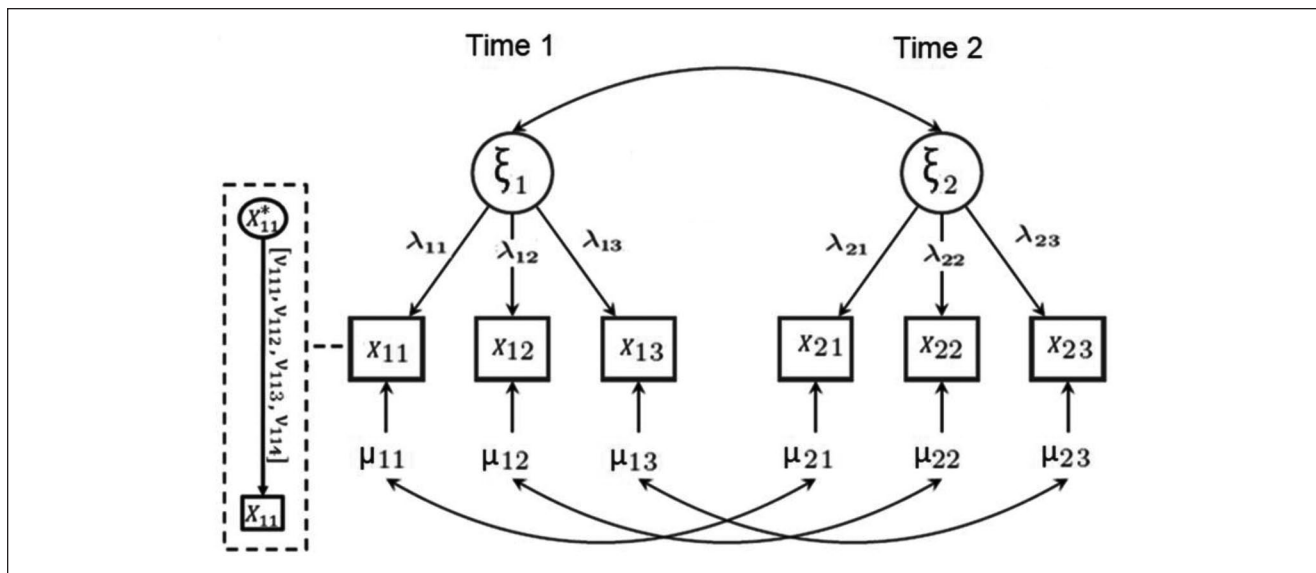 Time 1 Time 2
ξ₁ ξ₂
X*₁₁
[ν₁₁₁, ν₁₁₂, ν₁₁₃, ν₁₁₄]
λ₁₁ λ₁₂ λ₁₃ λ₂₁ λ₂₂ λ₂₃
x₁₁ x₁₂ x₁₃ x₂₁ x₂₂ x₂₃
μ₁₁ μ₁₂ μ₁₃ μ₂₁ μ₂₂ μ₂₃
X₁₁